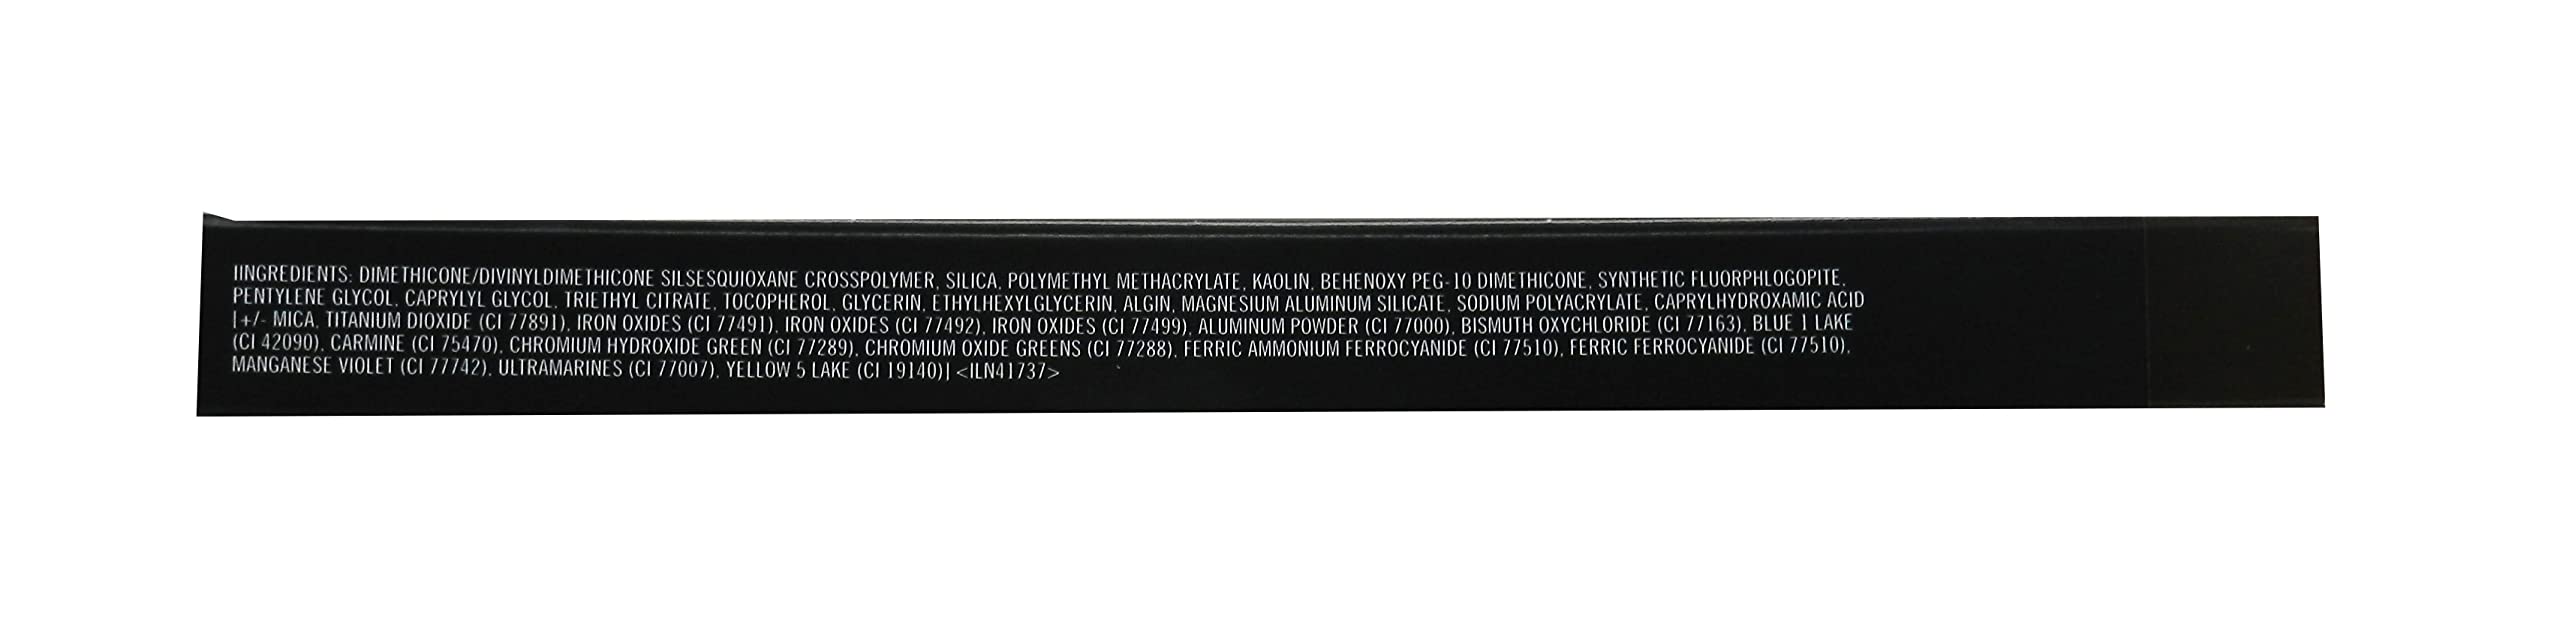 IINGREDIENTS: DIMETHICONE/DIVINYLDIMETHICONE SILSESQUIOXANE CROSSPOLYMER, SILICA, POLYMETHYL METHACRYLATE, KAOLIN, BEHENOXY PEG-10 DIMETHICONE, SYNTHETIC FLUORPHLOGOPITE,
PENTYLENE GLYCOL, CAPRYLYL GLYCOL, TRIETHYL CITRATE, TOCOPHEROL, GLYCERIN, ETHYLHEXYLGLYCERIN, ALGIN, MAGNESIUM ALUMINUM SILICATE, SODIUM POLYACRYLATE, CAPRYLHYDROXAMIC ACID
[+/- MICA, TITANIUM DIOXIDE (CI 77891), IRON OXIDES (CI 77491), IRON OXIDES (CI 77492), IRON OXIDES (CI 77499), ALUMINUM POWDER (CI 77000), BISMUTH OXYCHLORIDE (CI 77163), BLUE 1 LAKE
(CI 42090), CARMINE (CI 75470), CHROMIUM HYDROXIDE GREEN (CI 77289), CHROMIUM OXIDE GREENS (CI 77288), FERRIC AMMONIUM FERROCYANIDE (CI 77510), FERRIC FERROCYANIDE (CI 77510),
MANGANESE VIOLET (CI 77742), ULTRAMARINES (CI 77007), YELLOW 5 LAKE (CI 19140)] <ILN41737>